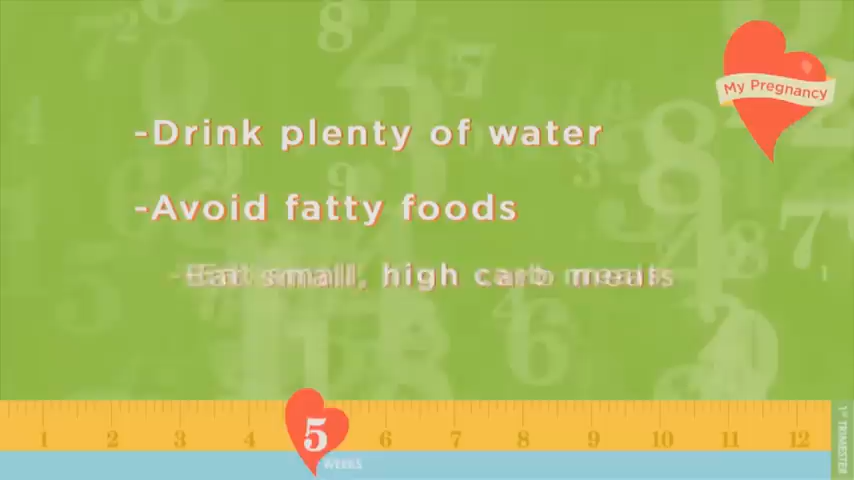 My Pregnancy
-Drink plenty of water
-Avoid fatty foods
-Eat small, high carb meals
1 2 3 4 5 6 7 8 9 10 11 12
WEEKS
1ST TRIMESTER